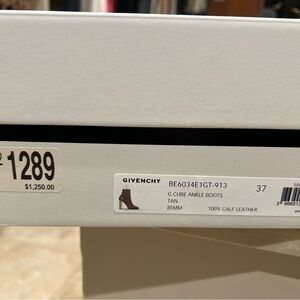 1289
$1,250.00
GIVENCHY
BE6034E1GT-913
G CUBE ANKLE BOOTS
TAN
85MM 100% CALF LEATHER
37